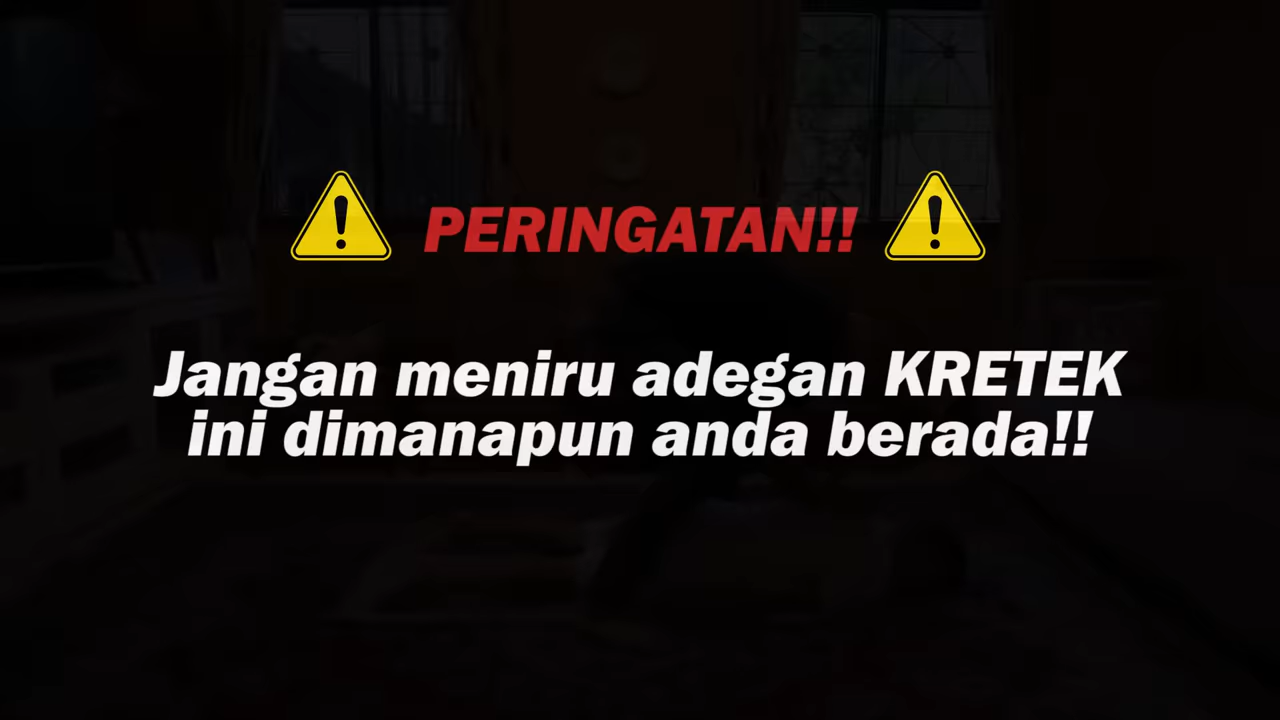 PERINGATAN!!
Jangan meniru adegan KRETEK
ini dimanapun anda berada!!